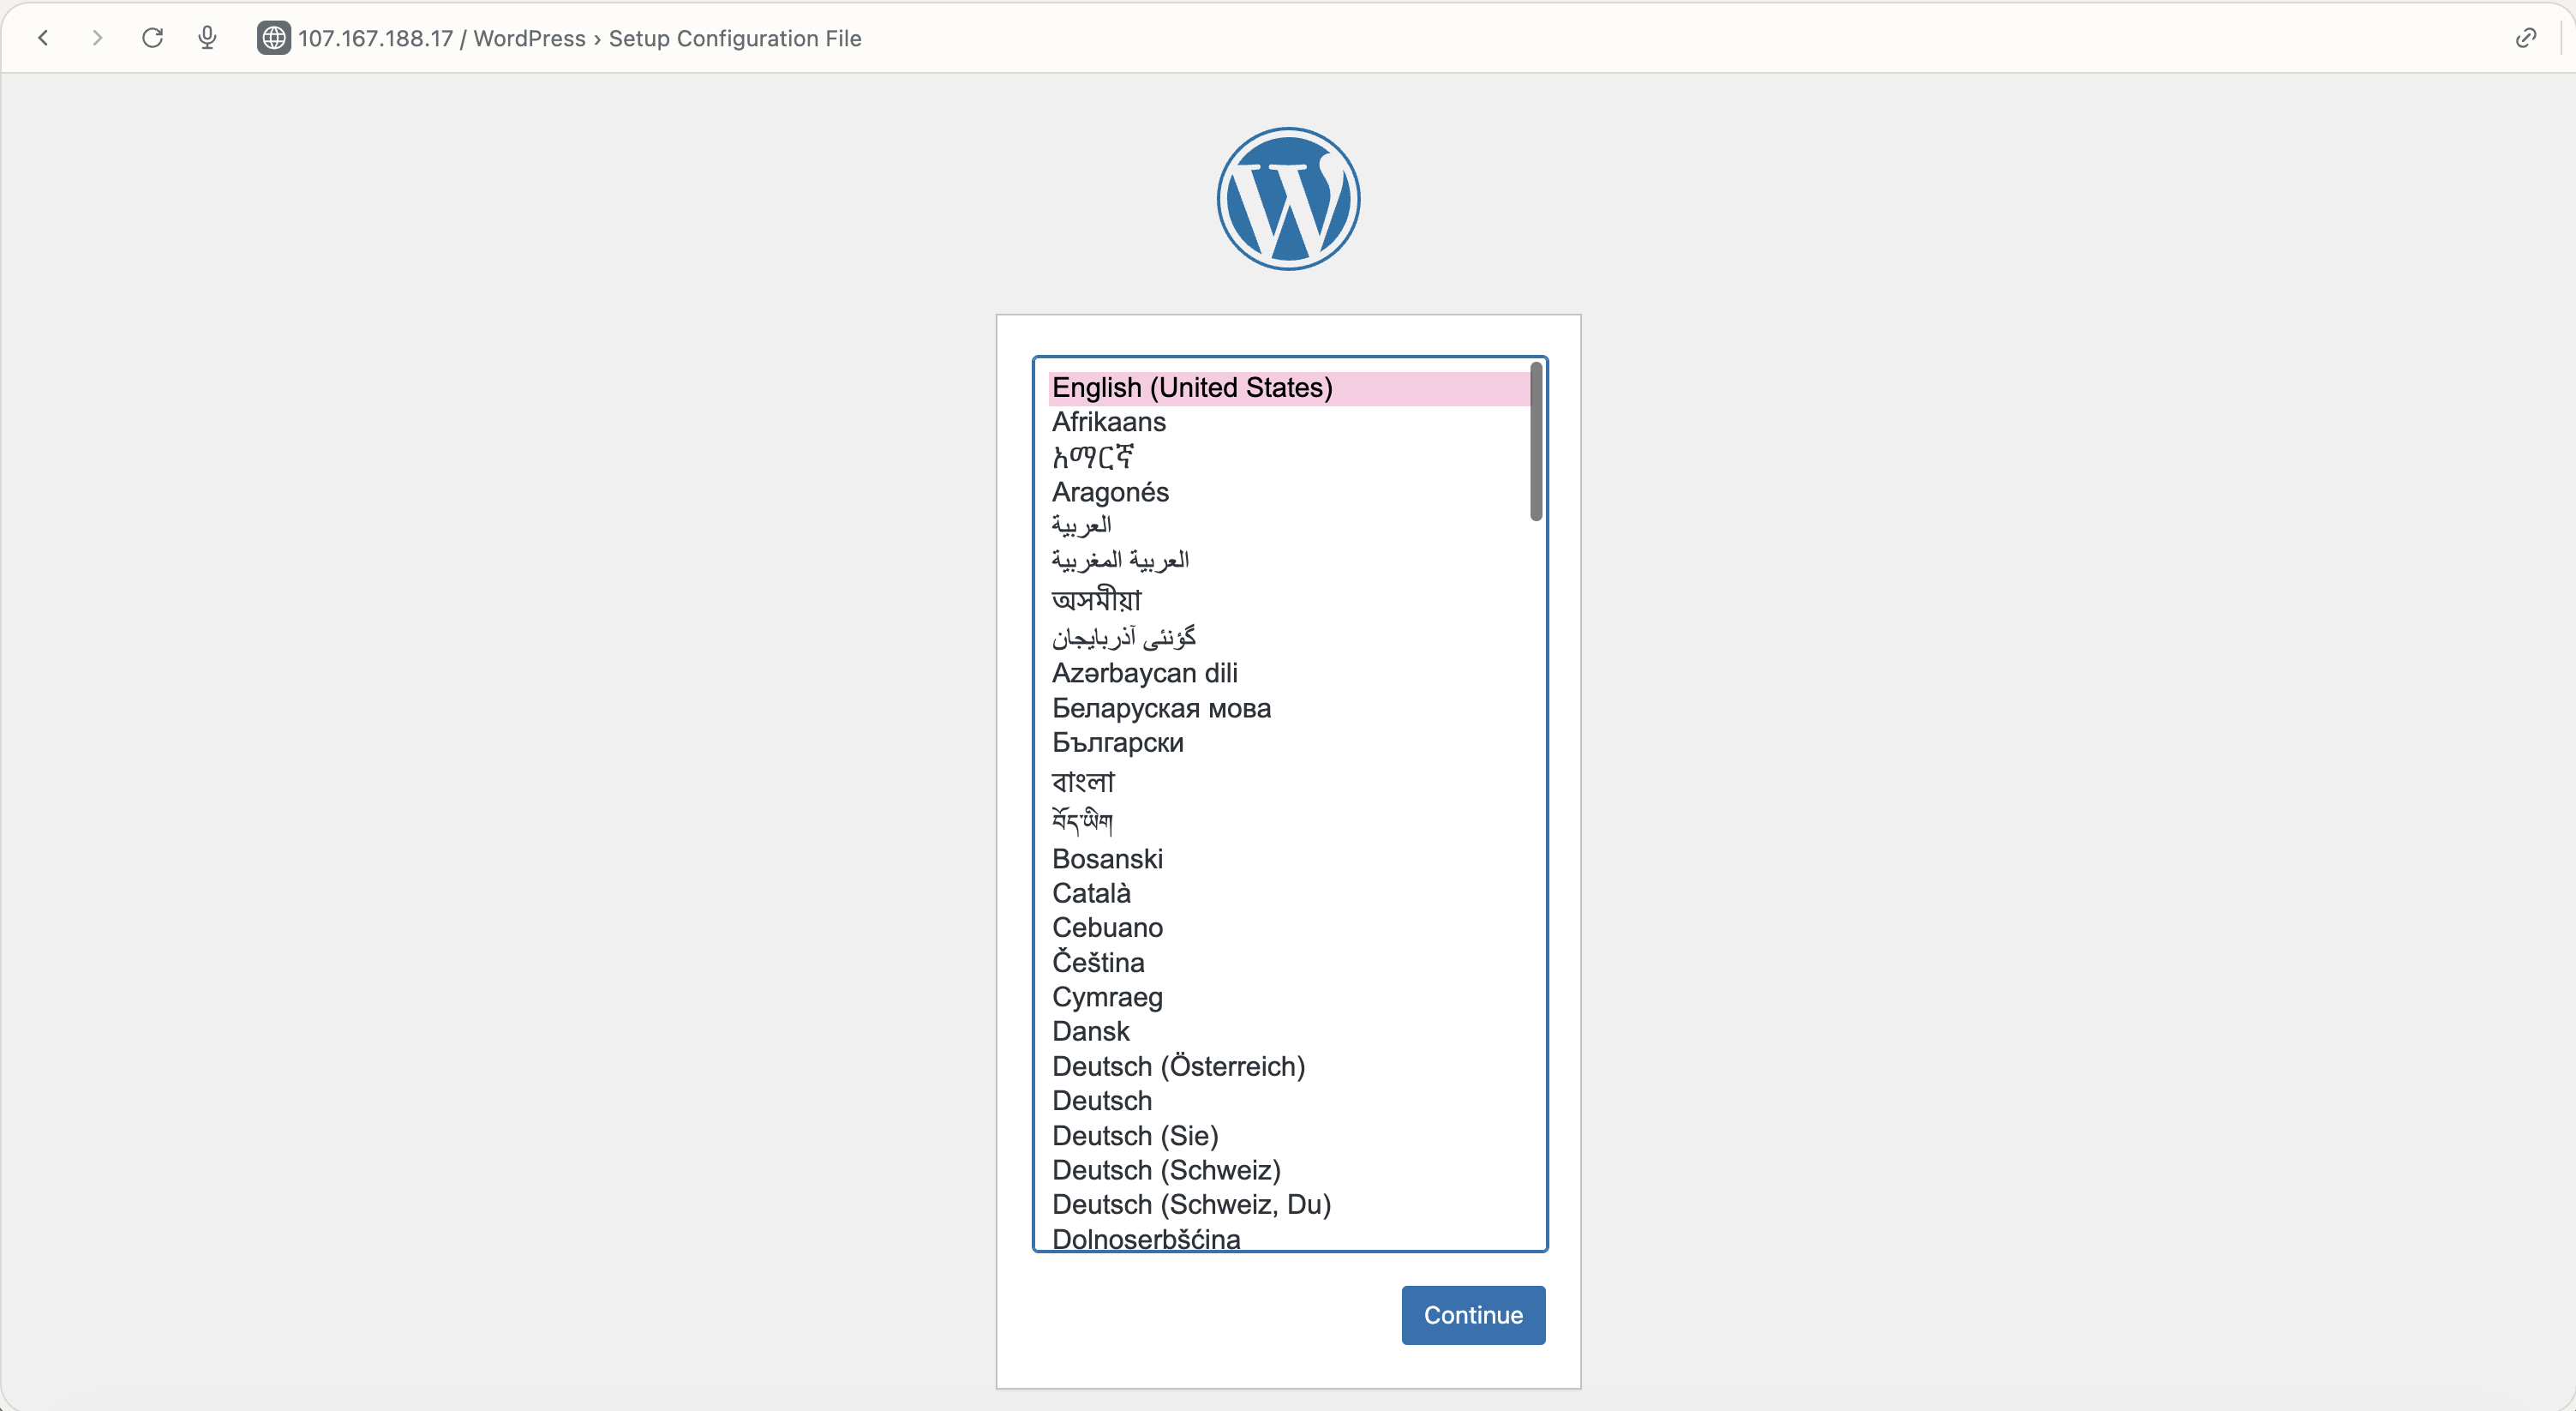 107.167.188.17 / WordPress › Setup Configuration File
English (United States)
Afrikaans
አማርኛ
Aragonés
العربية
العربية المغربية
অসমীয়া
گؤنئی آذربایجان
Azərbaycan dili
Беларуская мова
Български
বাংলা
བོད་ཡིག
Bosanski
Català
Cebuano
Čeština
Cymraeg
Dansk
Deutsch (Österreich)
Deutsch
Deutsch (Sie)
Deutsch (Schweiz)
Deutsch (Schweiz, Du)
Dolnoserbšćina
Continue